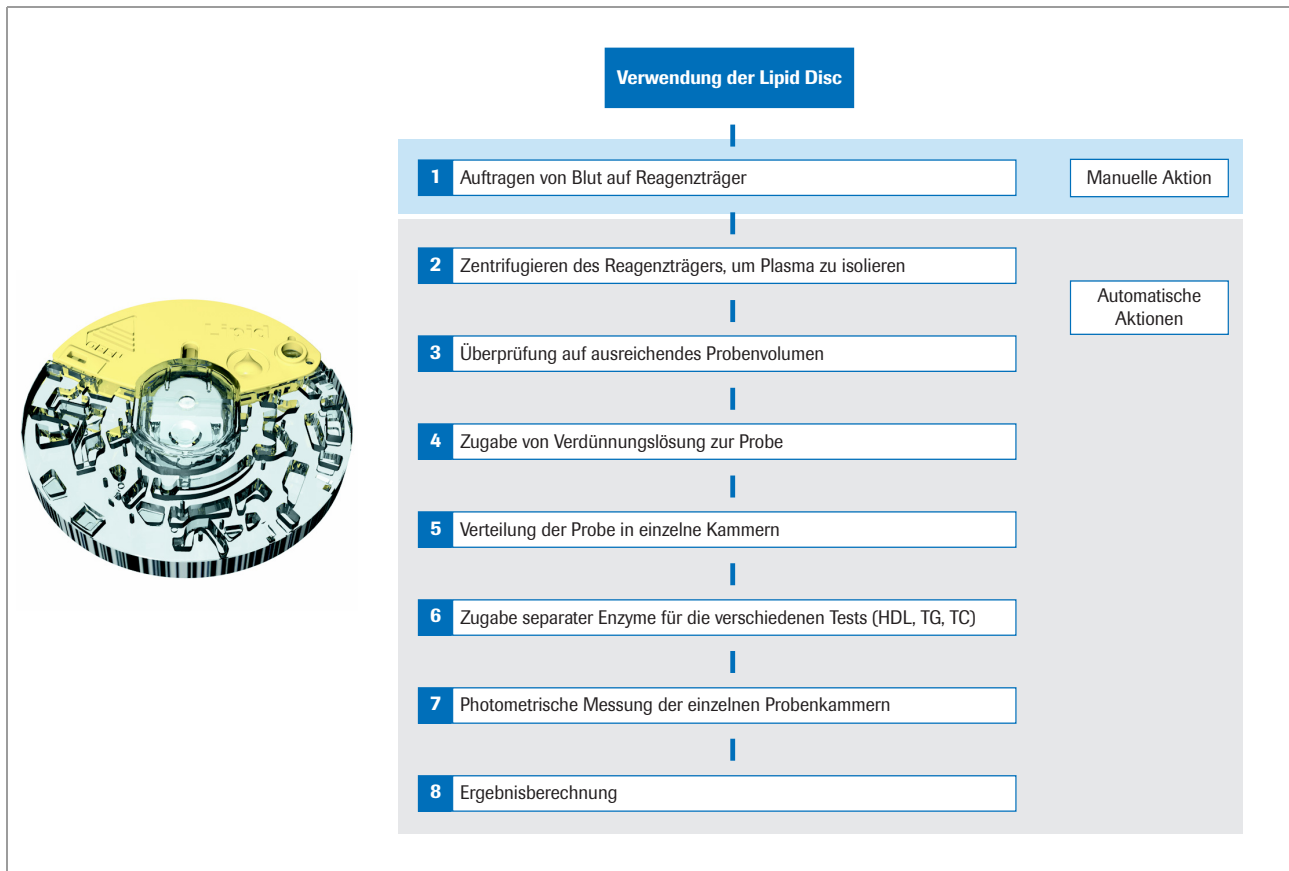 Verwendung der Lipid Disc
1 Auftragen von Blut auf Reagenzträger
Manuelle Aktion
2 Zentrifugieren des Reagenzträgers, um Plasma zu isolieren
Automatische
Aktionen
3 Überprüfung auf ausreichendes Probenvolumen
4 Zugabe von Verdünnungslösung zur Probe
5 Verteilung der Probe in einzelne Kammern
6 Zugabe separater Enzyme für die verschiedenen Tests (HDL, TG, TC)
7 Photometrische Messung der einzelnen Probenkammern
8 Ergebnisberechnung
Lipid